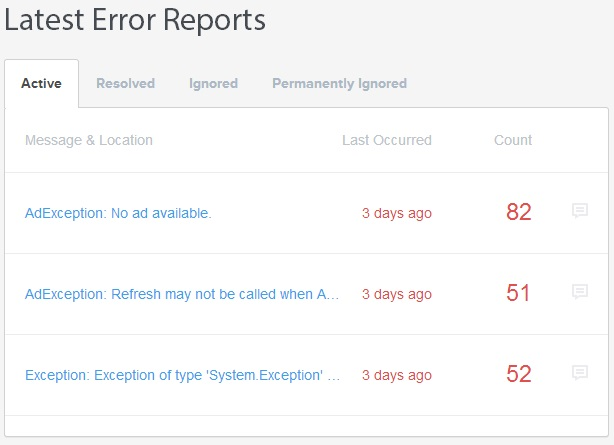 Latest Error Reports
Active Resolved Ignored Permanently Ignored
Message & Location Last Occurred Count
AdException: No ad available. 3 days ago 82
AdException: Refresh may not be called when A... 3 days ago 51
Exception: Exception of type 'System.Exception' ... 3 days ago 52